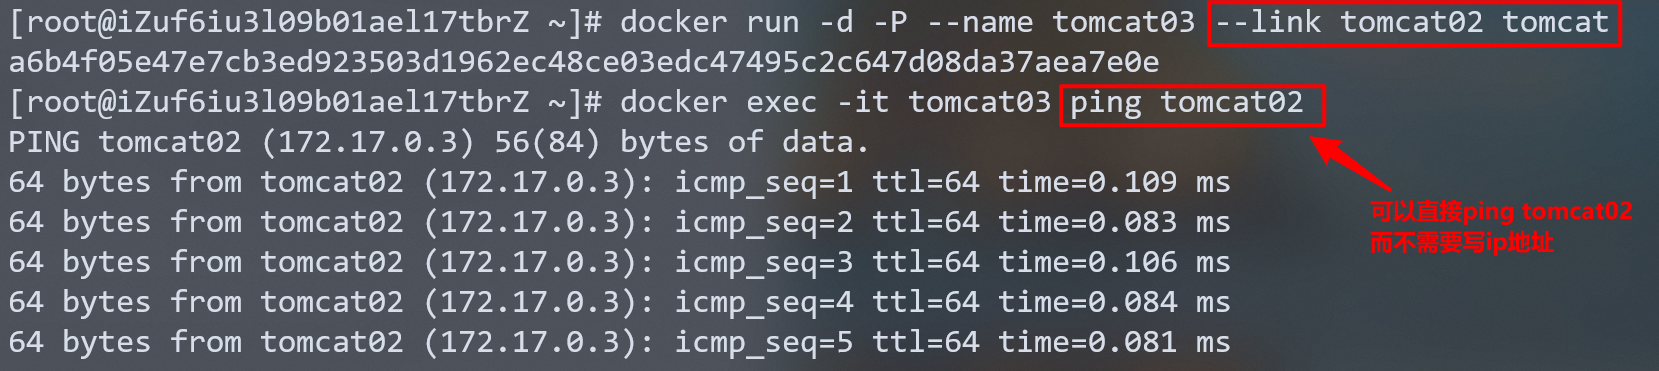 [root@iZuf6iu3l09b01ael17tbrZ ~]# docker run -d -P --name tomcat03 --link tomcat02 tomcat
a6b4f05e47e7cb3ed923503d1962ec48ce03edc47495c2c647d08da37aea7e0e
[root@iZuf6iu3l09b01ael17tbrZ ~]# docker exec -it tomcat03 ping tomcat02
PING tomcat02 (172.17.0.3) 56(84) bytes of data.
64 bytes from tomcat02 (172.17.0.3): icmp_seq=1 ttl=64 time=0.109 ms
64 bytes from tomcat02 (172.17.0.3): icmp_seq=2 ttl=64 time=0.083 ms
64 bytes from tomcat02 (172.17.0.3): icmp_seq=3 ttl=64 time=0.106 ms
64 bytes from tomcat02 (172.17.0.3): icmp_seq=4 ttl=64 time=0.084 ms
64 bytes from tomcat02 (172.17.0.3): icmp_seq=5 ttl=64 time=0.081 ms
可以直接ping tomcat02
而不需要写ip地址